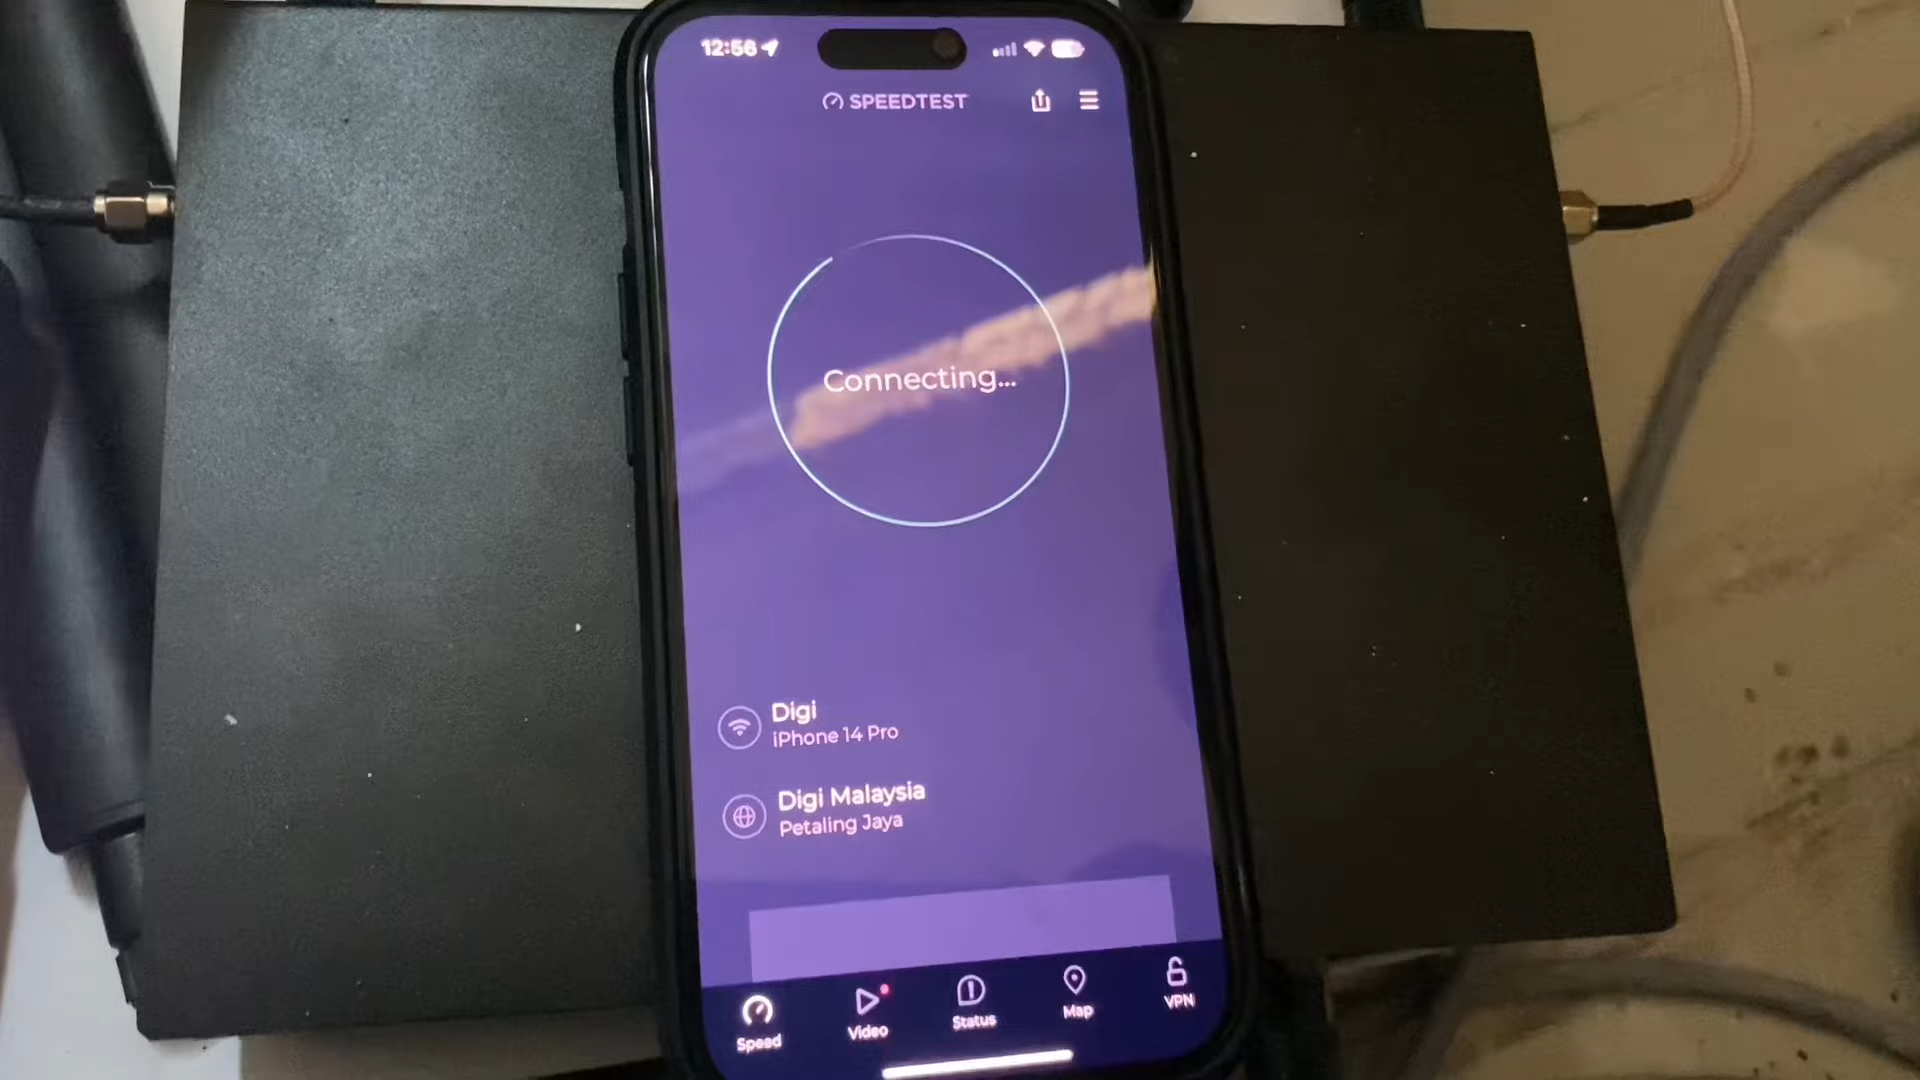 12:56
SPEEDTEST
Connecting...
Digi
iPhone 14 Pro
Digi Malaysia
Petaling Jaya
Speed
Video
Status
Map
VPN